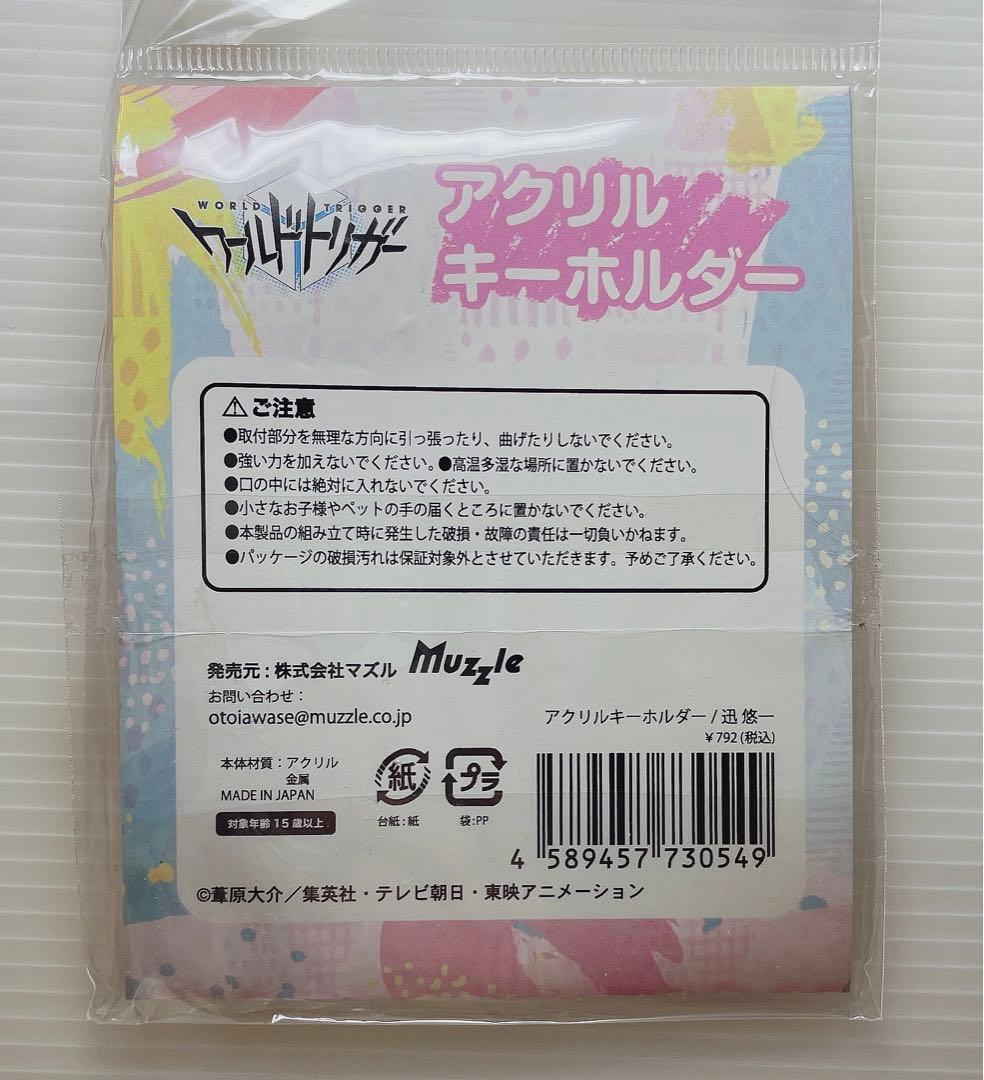 WORLD TRIGGER
ワールドトリガー
アクリル
キーホルダー
⚠ご注意
●取付部分を無理な方向に引っ張ったり、曲げたりしないでください。
●強い力を加えないでください。●高温多湿な場所に置かないでください。
●口の中には絶対に入れないでください。
●小さなお子様やペットの手の届くところに置かないでください。
●本製品の組み立て時に発生した破損・故障の責任は一切負いかねます。
●パッケージの破損汚れは保証対象外とさせていただきます。予めご了承ください。
発売元：株式会社マズル Muzzle
お問い合わせ：
otoiawase@muzzle.co.jp
アクリルキーホルダー / 迅 悠一
￥792(税込)
本体材質：アクリル
金属
MADE IN JAPAN
対象年齢 15 歳以上
紙
台紙：紙
プラ
袋：PP
4 589457 730549
©葦原大介／集英社・テレビ朝日・東映アニメーション